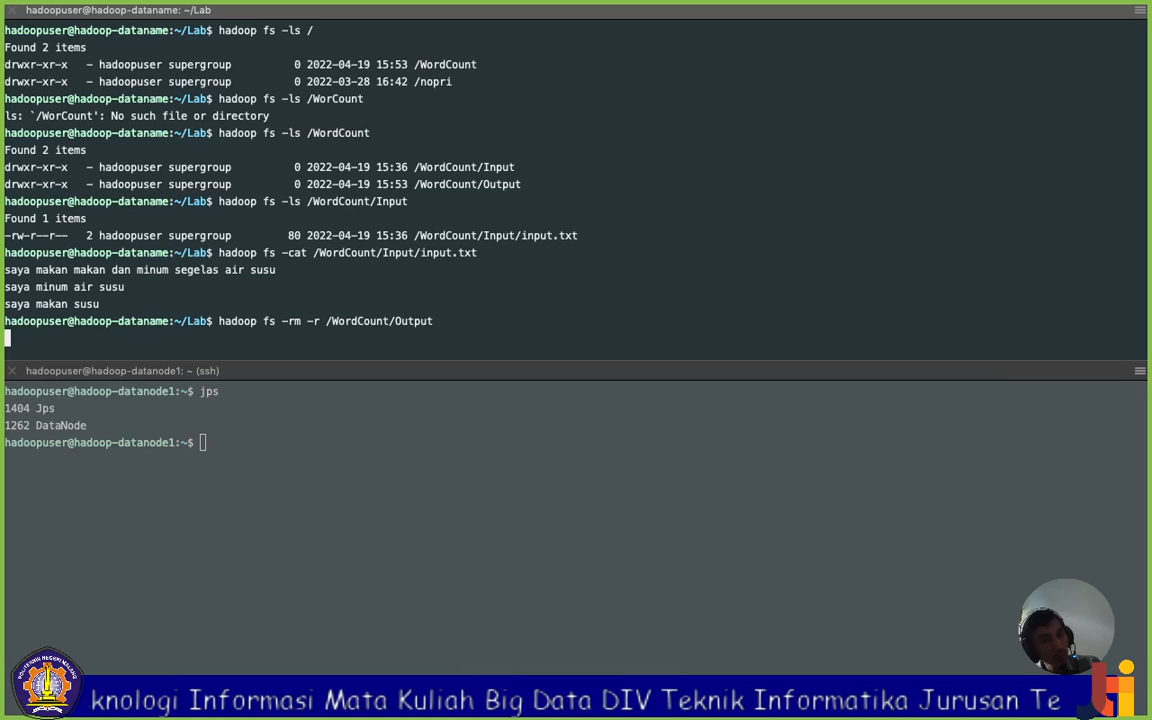 hadoopuser@hadoop-dataname: ~/Lab
hadoopuser@hadoop-dataname:~/Lab$ hadoop fs -ls /
Found 2 items
drwxr-xr-x   - hadoopuser supergroup          0 2022-04-19 15:53 /WordCount
drwxr-xr-x   - hadoopuser supergroup          0 2022-03-28 16:42 /nopri
hadoopuser@hadoop-dataname:~/Lab$ hadoop fs -ls /WorCount
ls: `/WorCount': No such file or directory
hadoopuser@hadoop-dataname:~/Lab$ hadoop fs -ls /WordCount
Found 2 items
drwxr-xr-x   - hadoopuser supergroup          0 2022-04-19 15:36 /WordCount/Input
drwxr-xr-x   - hadoopuser supergroup          0 2022-04-19 15:53 /WordCount/Output
hadoopuser@hadoop-dataname:~/Lab$ hadoop fs -ls /WordCount/Input
Found 1 items
-rw-r--r--   2 hadoopuser supergroup         80 2022-04-19 15:36 /WordCount/Input/input.txt
hadoopuser@hadoop-dataname:~/Lab$ hadoop fs -cat /WordCount/Input/input.txt
saya makan makan dan minum segelas air susu
saya minum air susu
saya makan susu
hadoopuser@hadoop-dataname:~/Lab$ hadoop fs -rm -r /WordCount/Output
hadoopuser@hadoop-datanode1: ~ (ssh)
hadoopuser@hadoop-datanode1:~$ jps
1404 Jps
1262 DataNode
hadoopuser@hadoop-datanode1:~$
POLITEKNIK NEGERI MALANG
knologi Informasi Mata Kuliah Big Data DIV Teknik Informatika Jurusan Te